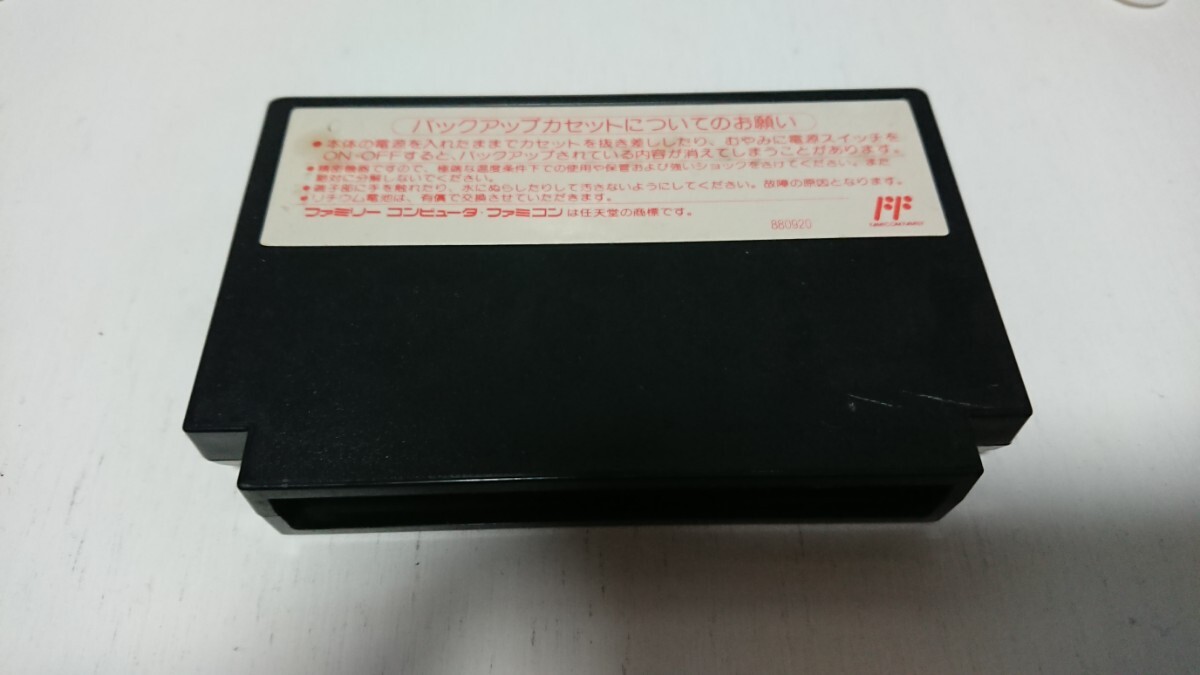 バックアップカセットについてのお願い
●本体の電源を入れたままでカセットを抜き差ししたり、むやみに電源スイッチを
ON・OFFすると、バックアップされている内容が消えてしまうことがあります。
●精密機器ですので、極端な温度条件下での使用や保管および強いショックをさけてください。また
絶対に分解しないでください。
●端子部に手を触れたり、水にぬらしたりして汚さないようにしてください。故障の原因となります。
●リチウム電池は、有償で交換させていただきます。
ファミリーコンピュータ・ファミコンは任天堂の商標です。
880920